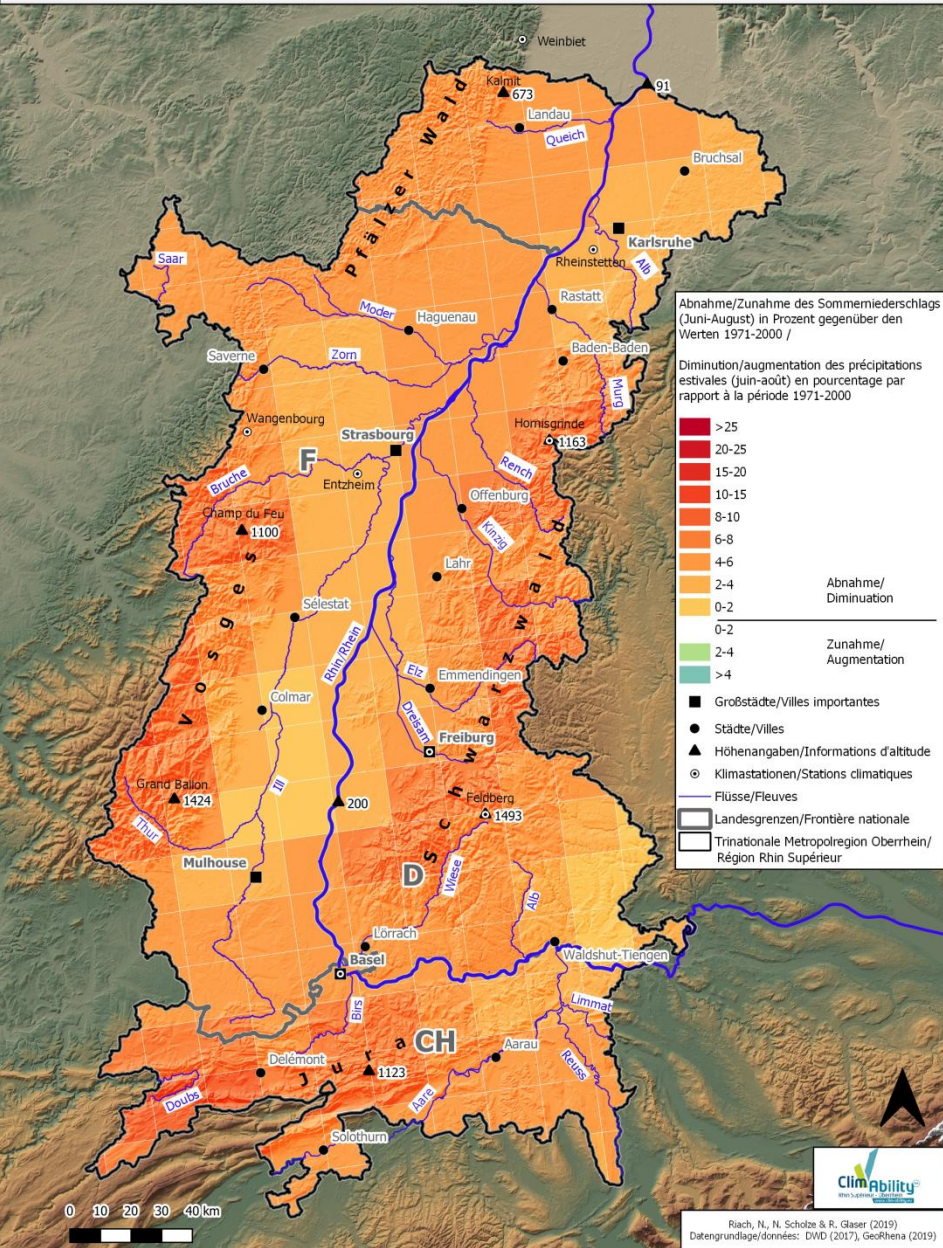 Weinbiet
Kalmit
673
91
Landau
Queich
Bruchsal
Pfälzer Wald
Karlsruhe
Rheinstetten
Alb
Saar
Rastatt
Moder
Haguenau
Baden-Baden
Saverne
Zorn
Murg
Wangenbourg
Hornisgrinde
1163
Strasbourg
F
Rench
Bruche
Entzheim
Offenburg
Champ du Feu
1100
Kinzig
Lahr
Sélestat
Vosges
Schwarzwald
Rhin/Rhein
Elz
Emmendingen
Colmar
Dreisam
Freiburg
Ill
Grand Ballon
1424
200
Feldberg
1493
Thur
Mulhouse
D
Wiese
Alb
Lörrach
Waldshut-Tiengen
Basel
Birs
Limmat
CH
Jura
Aarau
Delémont
1123
Reuss
Doubs
Aare
Solothurn
Abnahme/Zunahme des Sommerniederschlags
(Juni-August) in Prozent gegenüber den
Werten 1971-2000 /
Diminution/augmentation des précipitations
estivales (juin-août) en pourcentage par
rapport à la période 1971-2000
>25
20-25
15-20
10-15
8-10
6-8
4-6
2-4
0-2
Abnahme/
Diminution
0-2
2-4
>4
Zunahme/
Augmentation
Großstädte/Villes importantes
Städte/Villes
Höhenangaben/Informations d'altitude
Klimastationen/Stations climatiques
Flüsse/Fleuves
Landesgrenzen/Frontière nationale
Trinationale Metropolregion Oberrhein/
Région Rhin Supérieur
0 10 20 30 40 km
ClimAbility
Rhin Supérieur - Oberrhein
Riach, N., N. Scholze & R. Glaser (2019)
Datengrundlage/données: DWD (2017), GeoRhena (2019)